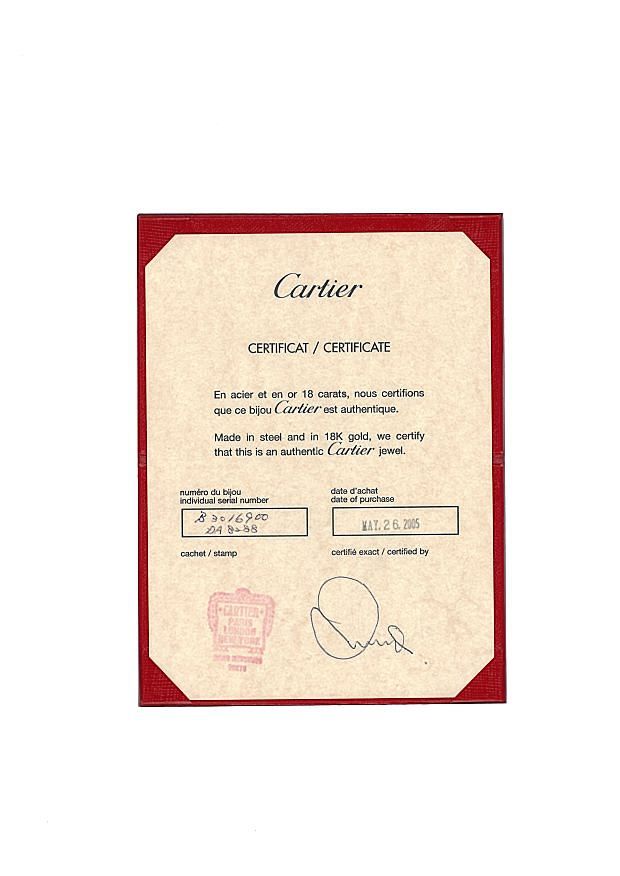 Cartier
CERTIFICAT / CERTIFICATE
En acier et en or 18 carats, nous certifions
que ce bijou Cartier est authentique.
Made in steel and in 18K gold, we certify
that this is an authentic Cartier jewel.
numéro du bijou
individual serial number
B 3016900
date d'achat
date of purchase
MAY. 26. 2005
cachet / stamp
certifié exact / certified by
CARTIER
PARIS
LONDON
NEW YORK